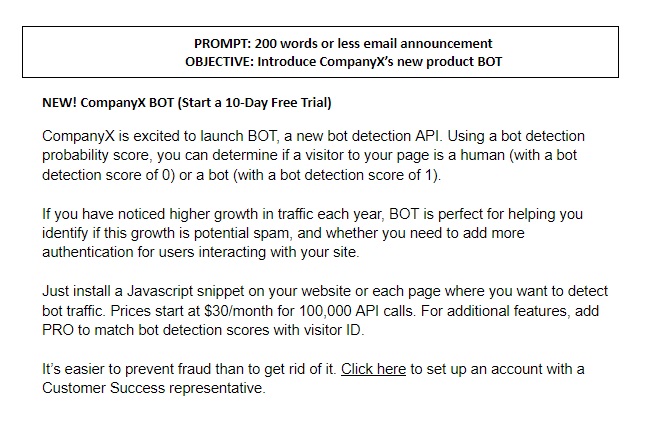 PROMPT: 200 words or less email announcement
OBJECTIVE: Introduce CompanyX's new product BOT
NEW! CompanyX BOT (Start a 10-Day Free Trial)
CompanyX is excited to launch BOT, a new bot detection API. Using a bot detection
probability score, you can determine if a visitor to your page is a human (with a bot
detection score of 0) or a bot (with a bot detection score of 1).
If you have noticed higher growth in traffic each year, BOT is perfect for helping you
identify if this growth is potential spam, and whether you need to add more
authentication for users interacting with your site.
Just install a Javascript snippet on your website or each page where you want to detect
bot traffic. Prices start at $30/month for 100,000 API calls. For additional features, add
PRO to match bot detection scores with visitor ID.
It's easier to prevent fraud than to get rid of it. Click here to set up an account with a
Customer Success representative.